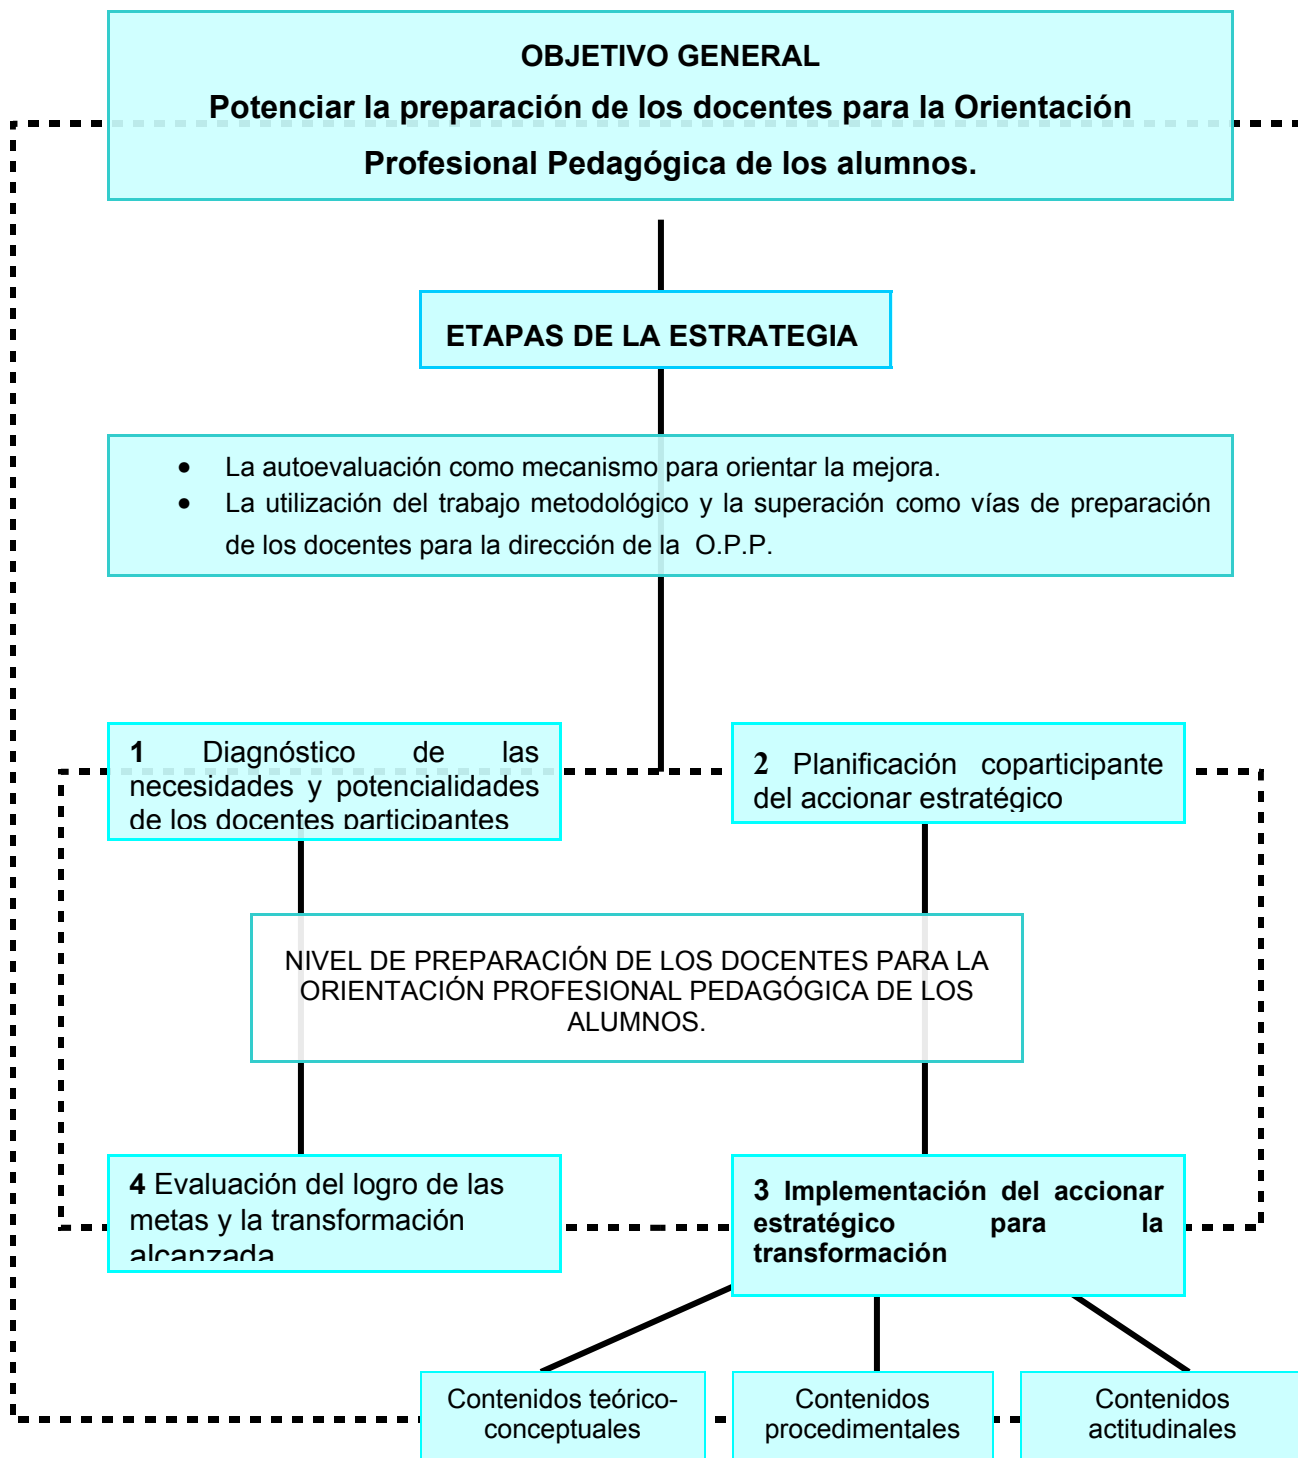 OBJETIVO GENERAL
Potenciar la preparación de los docentes para la Orientación
Profesional Pedagógica de los alumnos.
ETAPAS DE LA ESTRATEGIA
• La autoevaluación como mecanismo para orientar la mejora.
• La utilización del trabajo metodológico y la superación como vías de preparación
de los docentes para la dirección de la O.P.P.
1 Diagnóstico de las
necesidades y potencialidades
de los docentes participantes
2 Planificación coparticipante
del accionar estratégico
NIVEL DE PREPARACIÓN DE LOS DOCENTES PARA LA
ORIENTACIÓN PROFESIONAL PEDAGÓGICA DE LOS
ALUMNOS.
4 Evaluación del logro de las
metas y la transformación
alcanzada
3 Implementación del accionar
estratégico para la
transformación
Contenidos teórico-
conceptuales
Contenidos
procedimentales
Contenidos
actitudinales